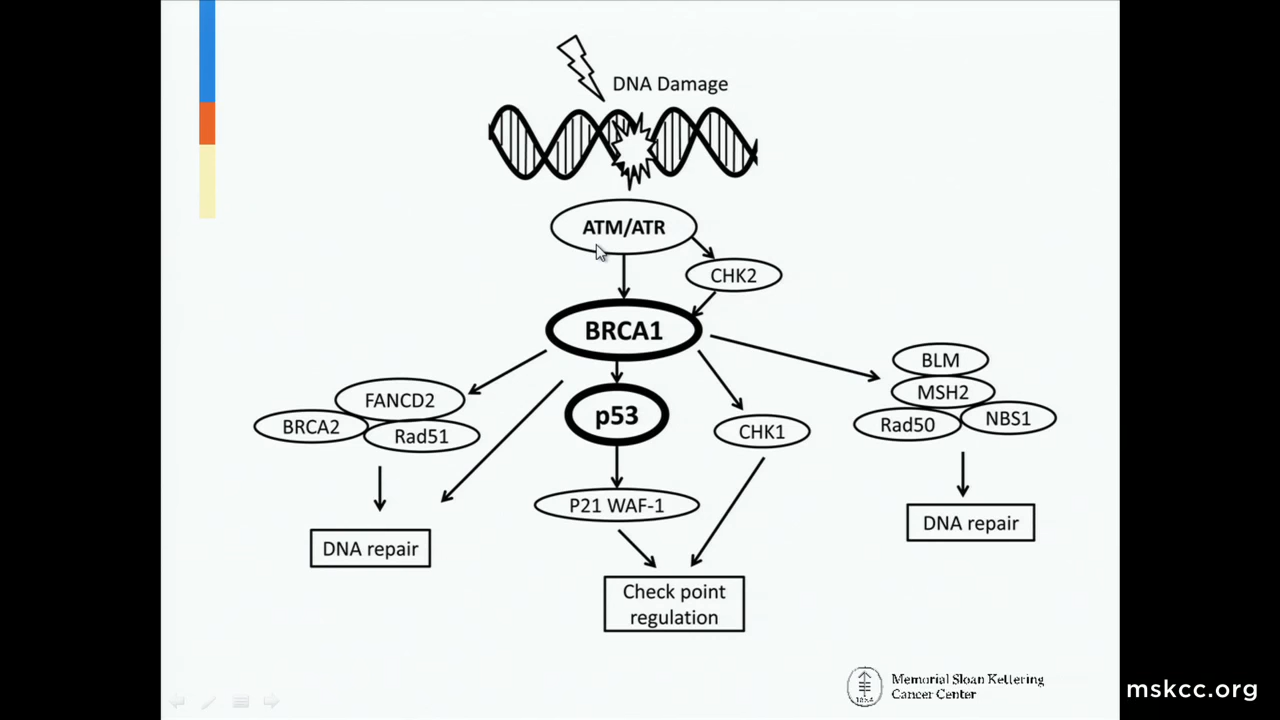 DNA Damage
ATM/ATR
CHK2
BRCA1
BLM
MSH2
Rad50
NBS1
FANCD2
BRCA2
Rad51
p53
CHK1
P21 WAF-1
DNA repair
DNA repair
Check point
regulation
Memorial Sloan Kettering
Cancer Center
mskcc.org